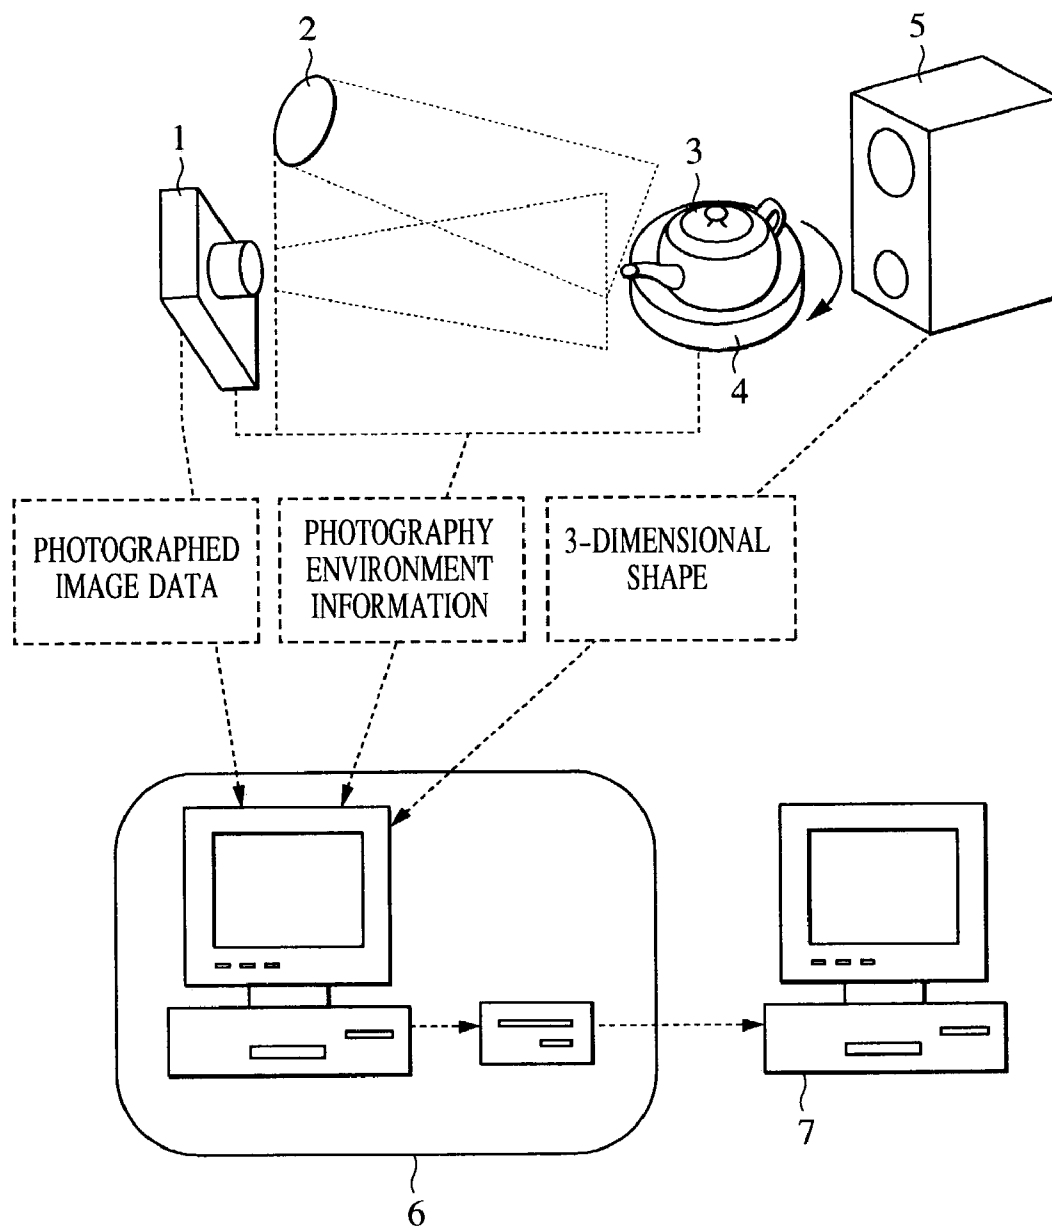 5
2
1
3
4
PHOTOGRAPHED
IMAGE DATA
PHOTOGRAPHY
ENVIRONMENT
INFORMATION
3-DIMENSIONAL
SHAPE
7
6